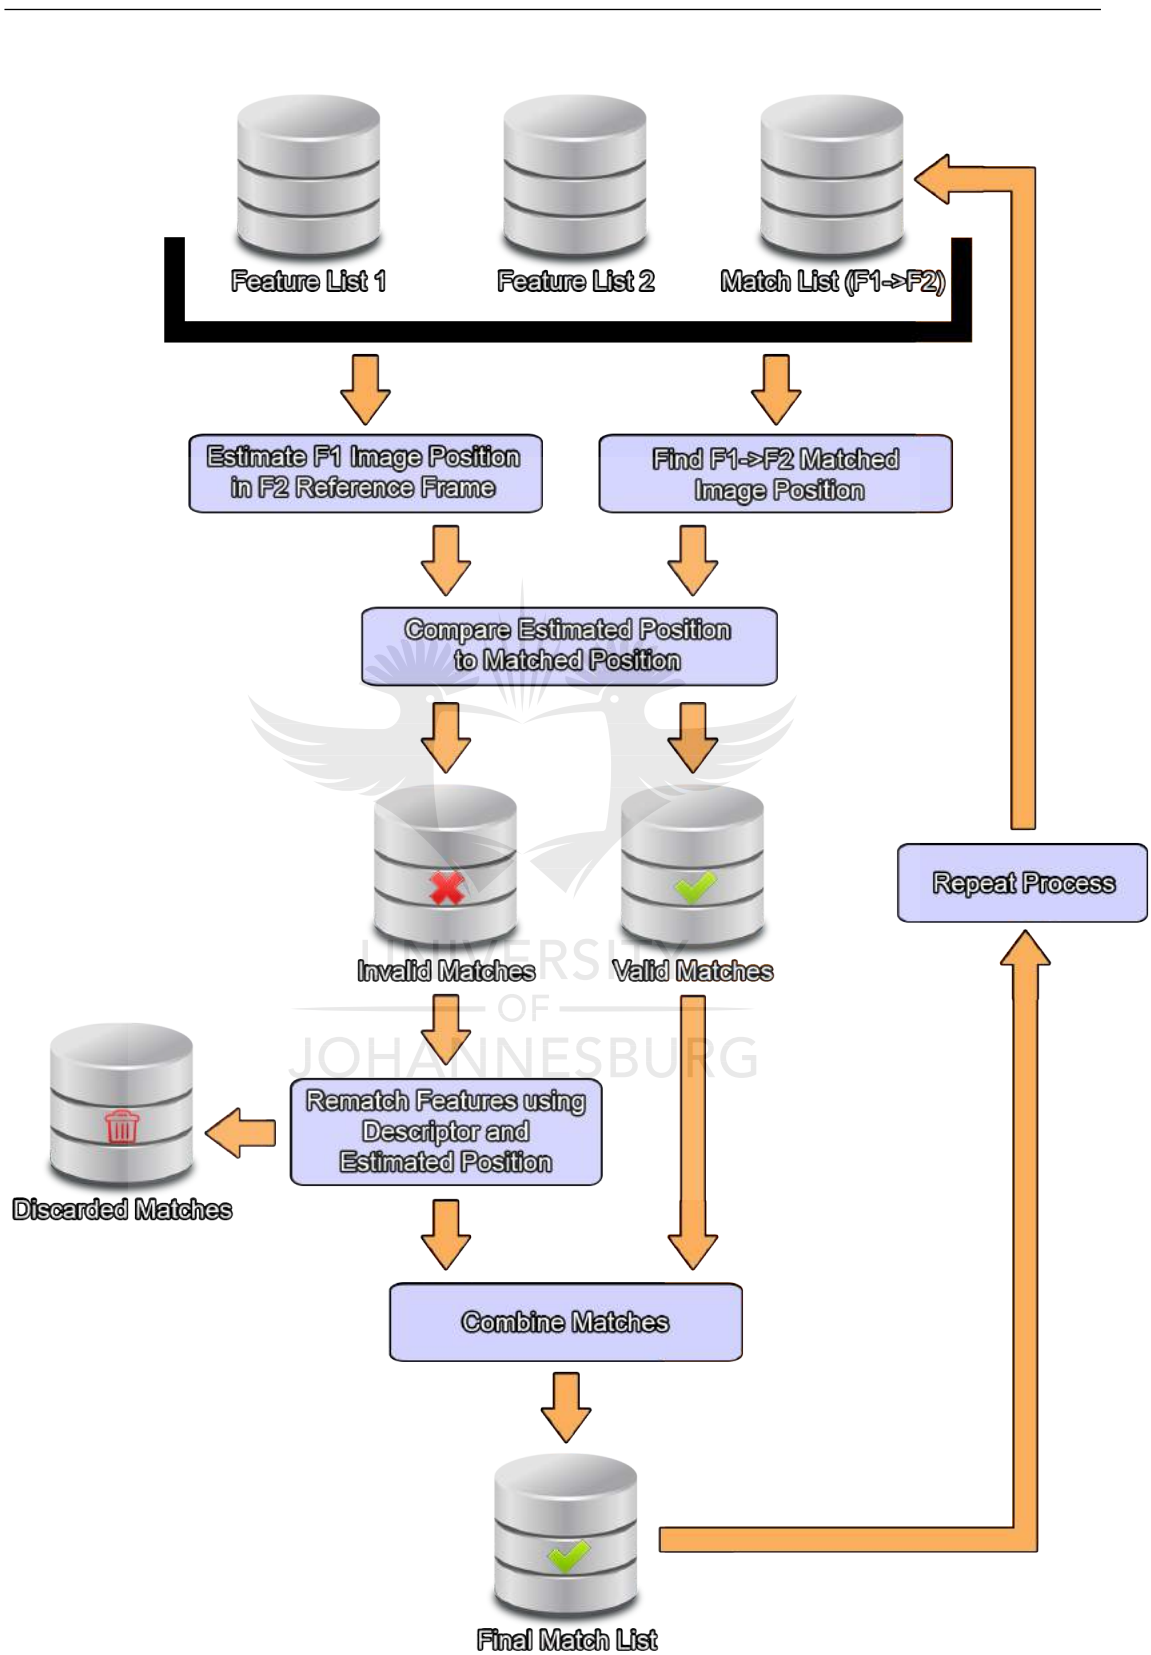 Feature List 1
Feature List 2
Match List (F1->F2)
Estimate F1 Image Position
in F2 Reference Frame
Find F1->F2 Matched
Image Position
Compare Estimated Position
to Matched Position
Repeat Process
Invalid Matches
Valid Matches
UNIVERSITY
OF
JOHANNESBURG
Rematch Features using
Descriptor and
Estimated Position
Discarded Matches
Combine Matches
Final Match List